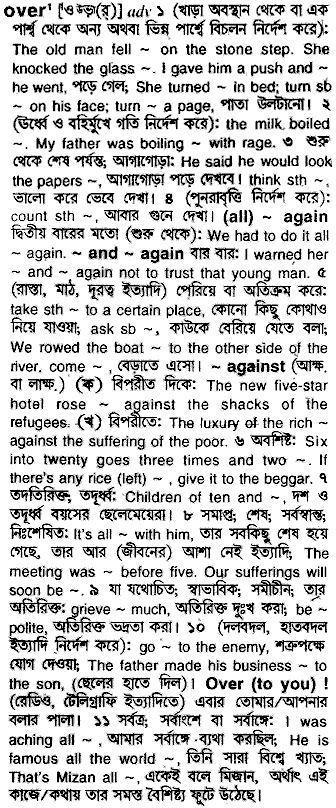 over¹ [ওউভা(র্)] adv ১ (খাড়া অবস্থান থেকে বা এক
পার্শ্ব থেকে অন্য অথবা ভিন্ন পার্শ্বে বিচলন নির্দেশ করে):
The old man fell ~ on the stone step. She
knocked the glass ~. I gave him a push and ~
he went, পড়ে গেল; She turned ~ in bed; turn sb
~ on his face; turn ~ a page, পাতা উলটানো। ২
(ঊর্ধ্বে ও বহির্মুখে গতি নির্দেশ করে): the milk boiled
~. My father was boiling ~ with rage. ৩ শুরু
থেকে শেষ পর্যন্ত; আগাগোড়া: He said he would look
the papers ~, আগাগোড়া পড়ে দেখবে। think sth ~,
ভালো করে ভেবে দেখা। ৪ (পুনরাবৃত্তি নির্দেশ করে):
count sth ~, আবার গুনে দেখা। (all) ~ again
দ্বিতীয় বারের মতো (শুরু থেকে): We had to do it all
~ again. ~ and ~ again বার বার: I warned her
~ and ~ again not to trust that young man. ৫
(রাস্তা, মাঠ, দূরত্ব ইত্যাদি) পেরিয়ে বা অতিক্রম করে:
take sth ~ to a certain place, কোনো কিছু কোথাও
নিয়ে যাওয়া; ask sb ~, কাউকে বেরিয়ে যেতে বলা;
We rowed the boat ~ to the other side of the
river, come ~, বেড়াতে এসো। ~ against (আক্ষ.
বা লাক্ষ.) (ক) বিপরীত দিকে: The new five-star
hotel rose ~ against the shacks of the
refugees. (খ) বিপরীতে: The luxury of the rich ~
against the suffering of the poor. ৬ অবশিষ্ট: Six
into twenty goes three times and two ~. If
there's any rice (left) ~, give it to the beggar. ৭
তদতিরিক্ত, তদূর্ধ্ব: Children of ten and ~, দশ ও
তদূর্ধ্ব বয়সের ছেলেমেয়েরা। ৮ সমাপ্ত; শেষ; সর্বস্বান্ত;
নিঃশেষিত: It's all ~ with him, তার সবকিছু শেষ হয়ে
গেছে, তার আর (জীবনের) আশা নেই ইত্যাদি; The
meeting was ~ before five. Our sufferings will
soon be ~. ৯ যা যথোচিত; স্বাভাবিক; সমীচীন; তার
অতিরিক্ত: grieve ~ much, অতিরিক্ত দুঃখ করা; be ~
polite, অতিরিক্ত ভদ্রতা করা। ১০ (দলবদল, হাতবদল
ইত্যাদি নির্দেশ করে): go ~ to the enemy, শত্রুপক্ষে
যোগ দেওয়া; The father made his business ~ to
the son, (ছেলের হাতে দিল)। Over (to you) !
(রেডিও, টেলিগ্রাফি ইত্যাদিতে) এবার তোমার/আপনার
বলার পালা। ১১ সর্বত্র; সর্বাংশে বা সর্বাঙ্গে: I was
aching all ~, আমার সর্বাঙ্গে ব্যথা করছিল; He is
famous all the world ~, তিনি সারা বিশ্বে খ্যাত;
That's Mizan all ~, একেই বলে মিজান, অর্থাৎ এই
কাজে/কথায় তার সমস্ত বৈশিষ্ট্য ফুটে উঠেছে।